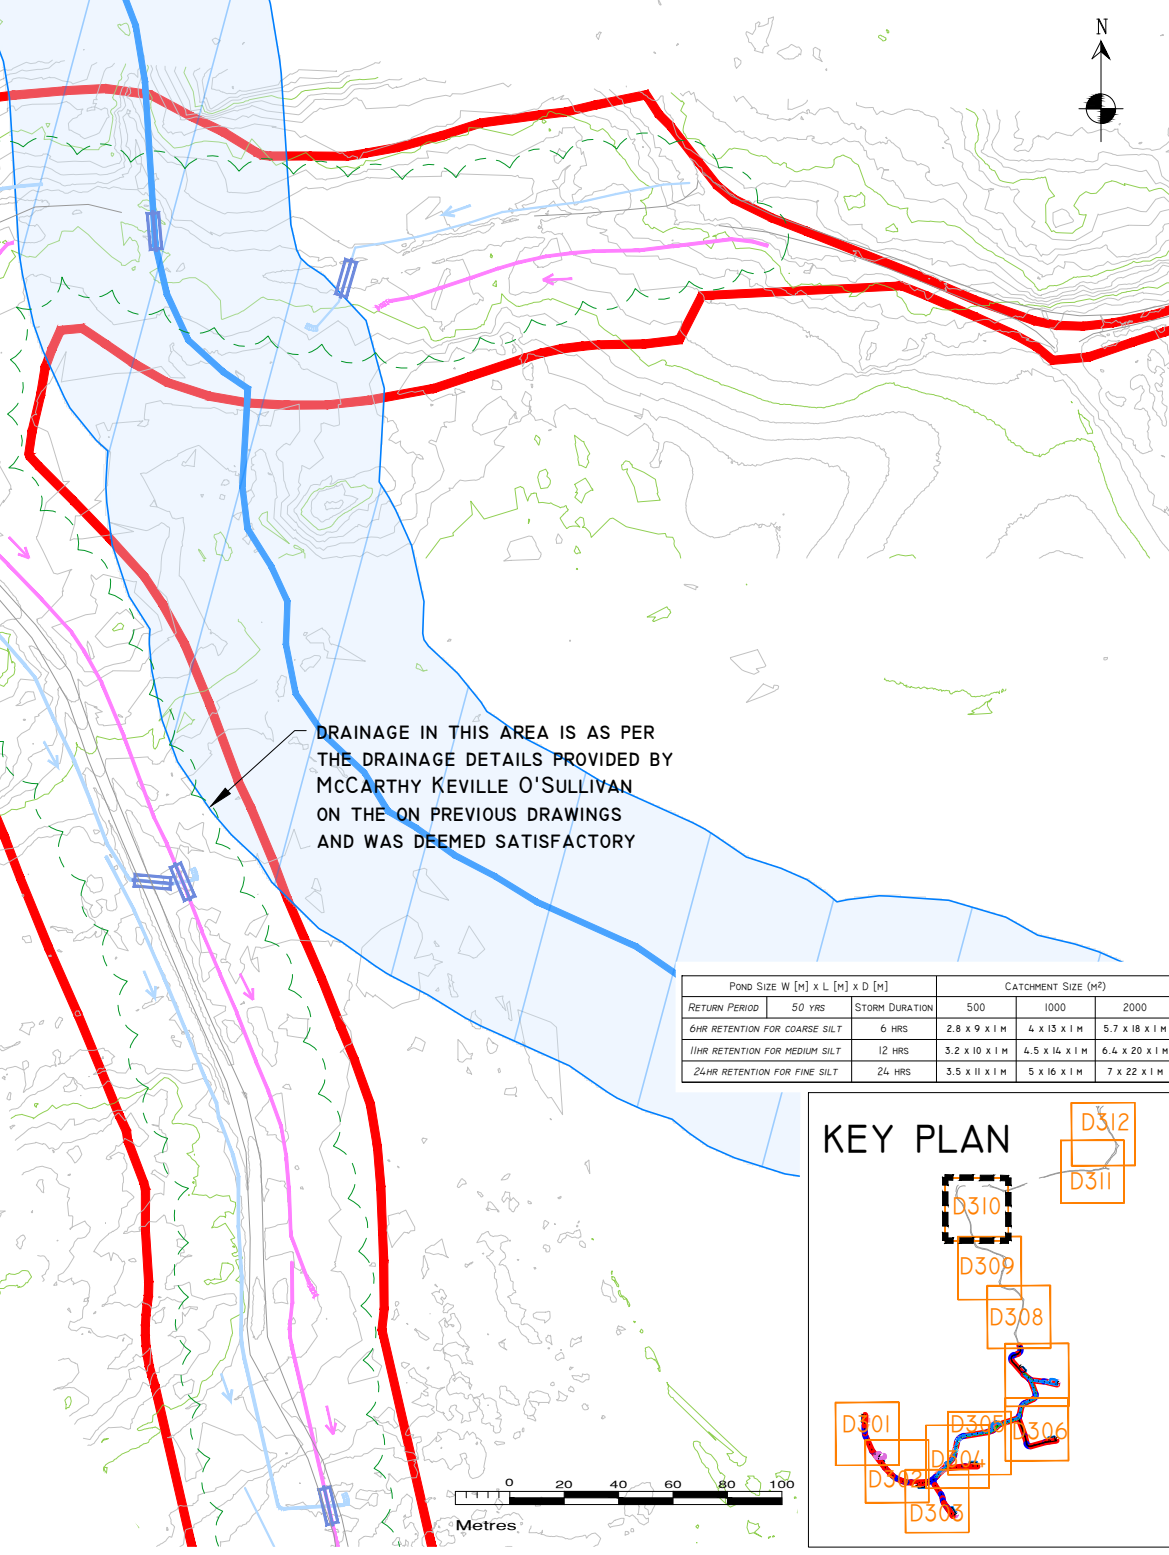 N
4
DRAINAGE IN THIS AREA IS AS PER
THE DRAINAGE DETAILS PROVIDED BY
McCARTHY KEVILLE O'SULLIVAN
ON THE ON PREVIOUS DRAWINGS
AND WAS DEEMED SATISFACTORY
POND SIZE W [M] X L [M] X D [M] CATCHMENT SIZE (M²)
RETURN PERIOD 50 YRS STORM DURATION 500 1000 2000
6HR RETENTION FOR COARSE SILT 6 HRS 2.8 X 9 X 1 M 4 X 13 X 1 M 5.7 X 18 X 1 M
11HR RETENTION FOR MEDIUM SILT 12 HRS 3.2 X 10 X 1 M 4.5 X 14 X 1 M 6.4 X 20 X 1 M
24HR RETENTION FOR FINE SILT 24 HRS 3.5 X 11 X 1 M 5 X 16 X 1 M 7 X 22 X 1 M
KEY PLAN
D312
D311
D310
D309
D308
D301
D305
D306
D304
D302
D303
0 20 40 60 80 100
Metres